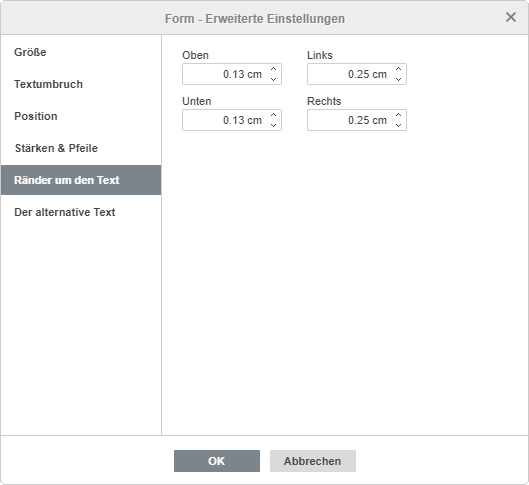 Form - Erweiterte Einstellungen
Größe
Textumbruch
Position
Stärken & Pfeile
Ränder um den Text
Der alternative Text
Oben Links
0.13 cm 0.25 cm
Unten Rechts
0.13 cm 0.25 cm
OK Abbrechen